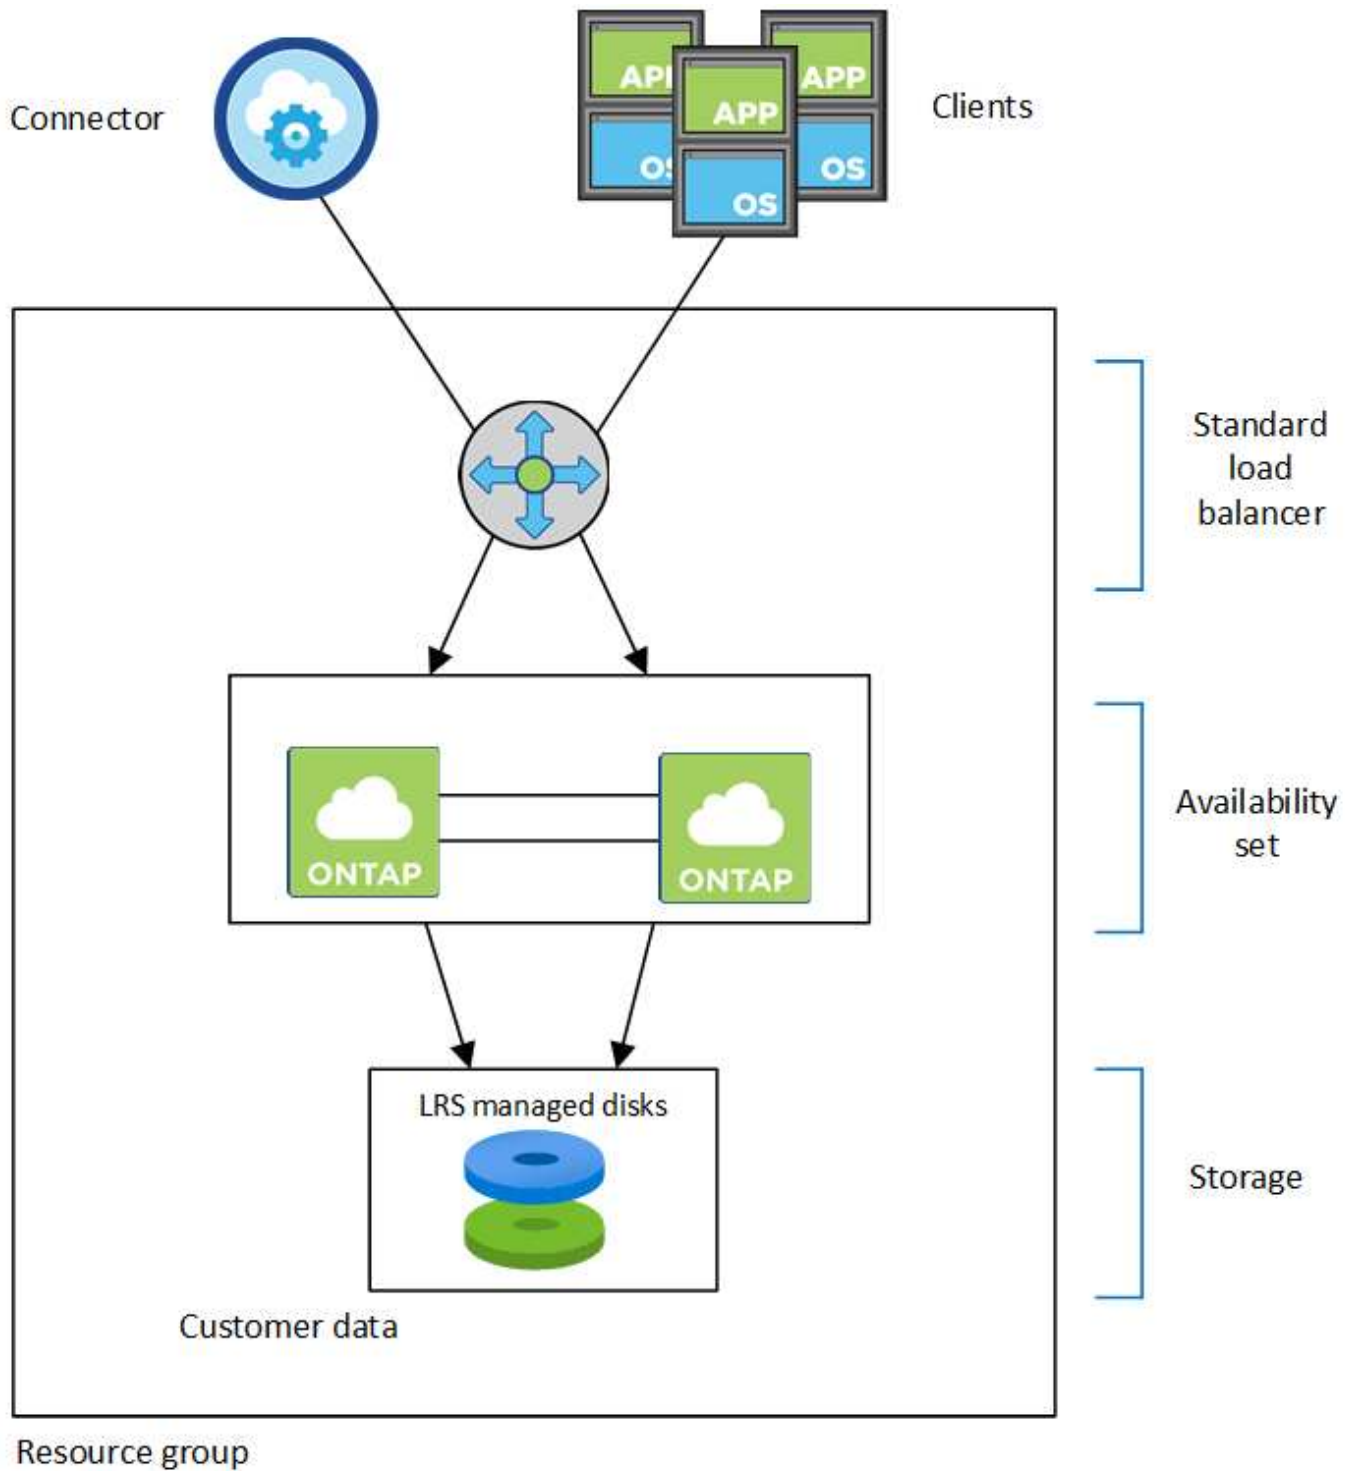 Connector
APP
APP
APP
OS
OS
OS
Clients
Standard
load
balancer
ONTAP
ONTAP
Availability
set
LRS managed disks
Storage
Customer data
Resource group